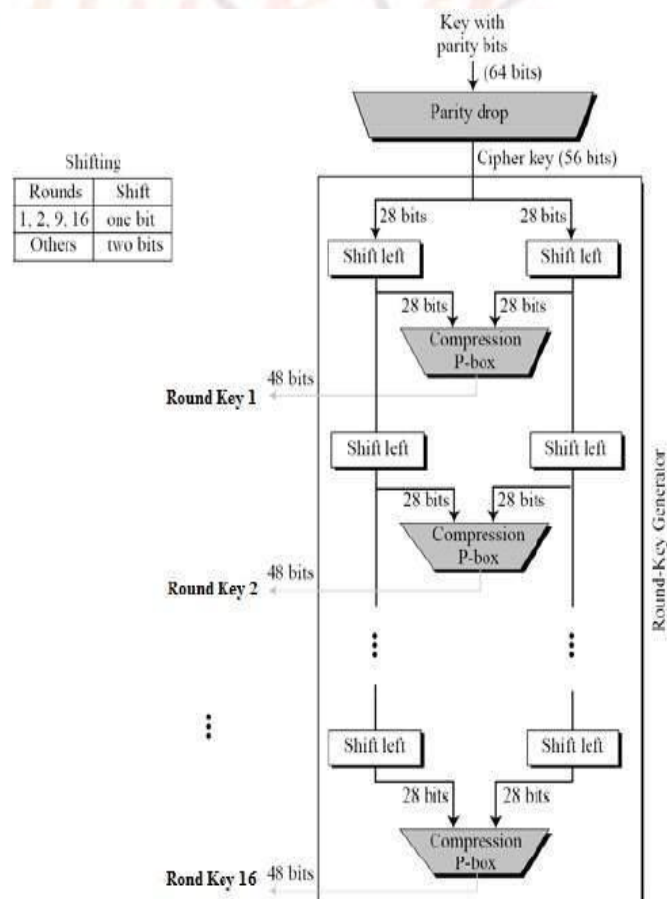 Key with
parity bits
(64 bits)
Parity drop
Cipher key (56 bits)
Shifting
Rounds Shift
1, 2, 9, 16 one bit
Others two bits
28 bits 28 bits
Shift left Shift left
28 bits 28 bits
Compression
P-box
48 bits
Round Key 1
Shift left Shift left
28 bits 28 bits
Compression
P-box
48 bits
Round Key 2
Round-Key Generator
Shift left Shift left
28 bits 28 bits
Compression
P-box
Rond Key 16 48 bits